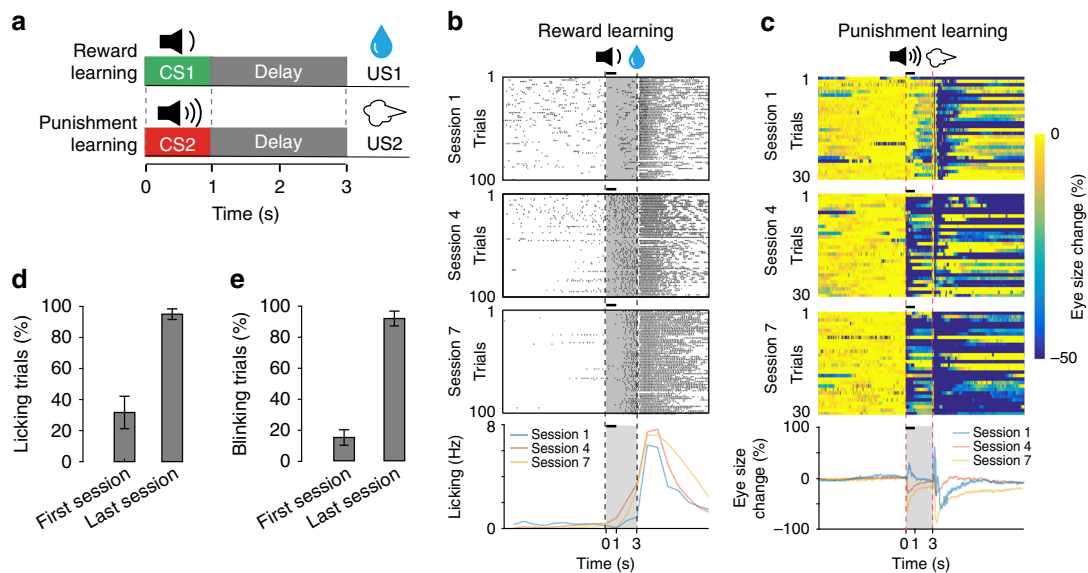 a
Reward learning
CS1
Delay
US1
Punishment learning
CS2
Delay
US2
0 1 2 3
Time (s)
b
Reward learning
Session 1
Trials
1
100
Session 4
Trials
1
100
Session 7
Trials
1
100
Licking (Hz)
8
0
Session 1
Session 4
Session 7
0 1 3
Time (s)
c
Punishment learning
Session 1
Trials
1
30
Session 4
Trials
1
30
Session 7
Trials
1
30
0
−50
Eye size change (%)
Eye size
change (%)
100
0
−100
Session 1
Session 4
Session 7
0 1 3
Time (s)
d
Licking trials (%)
100
80
60
40
20
0
First session
Last session
e
Blinking trials (%)
100
80
60
40
20
0
First session
Last session